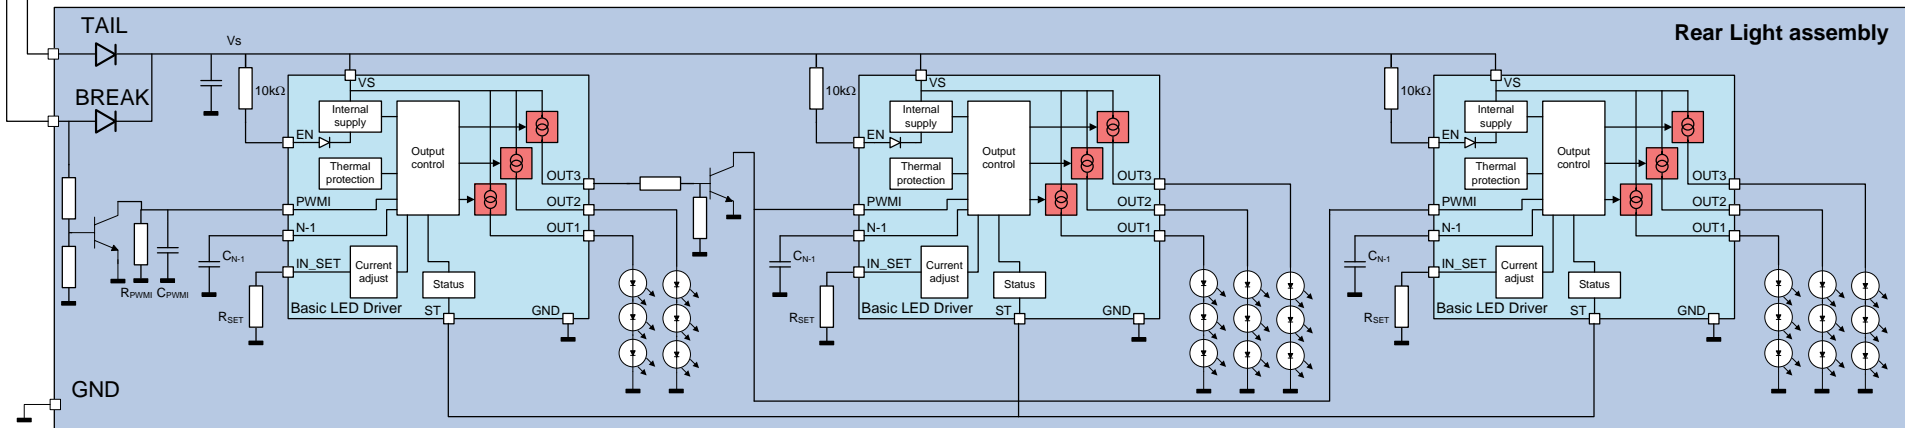 Rear Light assembly
TAIL
BREAK
GND
Vs
10kΩ
VS
Internal
supply
EN
Thermal
protection
Output
control
OUT3
OUT2
OUT1
PWMI
N-1
IN_SET
Current
adjust
Status
Basic LED Driver
ST
GND
RPWMI
CPWMI
CN-1
RSET
10kΩ
VS
Internal
supply
EN
Thermal
protection
Output
control
OUT3
OUT2
OUT1
PWMI
N-1
IN_SET
Current
adjust
Status
Basic LED Driver
ST
GND
CN-1
RSET
10kΩ
VS
Internal
supply
EN
Thermal
protection
Output
control
OUT3
OUT2
OUT1
PWMI
N-1
IN_SET
Current
adjust
Status
Basic LED Driver
ST
GND
CN-1
RSET